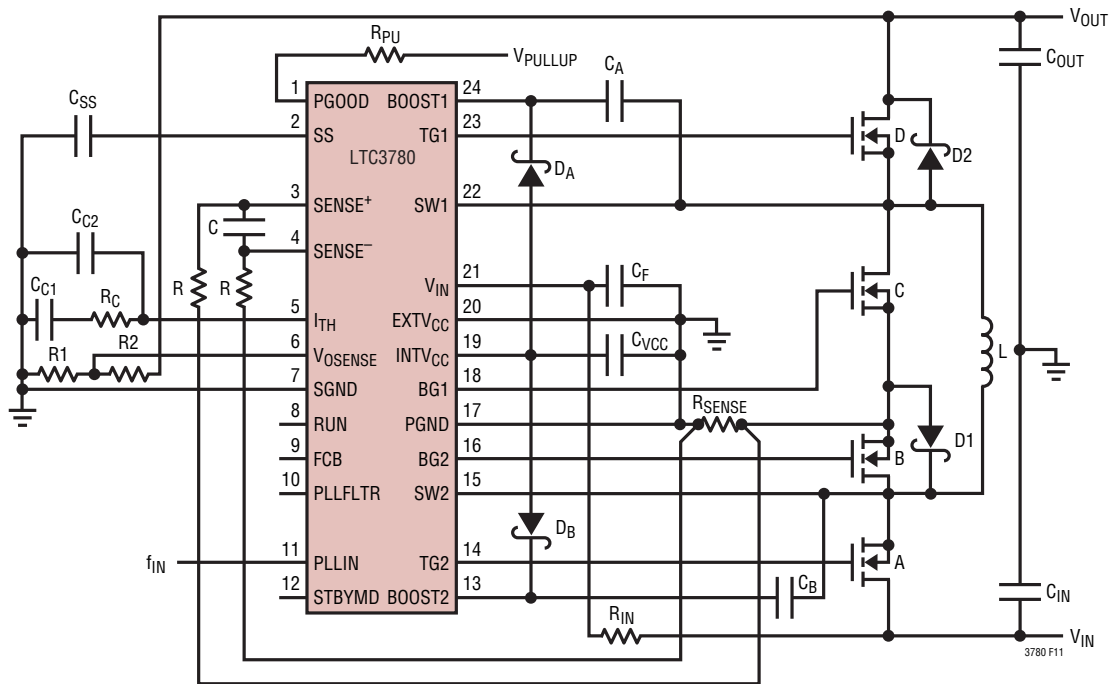 VOUT
RPU
VPULLUP
COUT
CA
CSS
1 PGOOD BOOST1 24
2 SS TG1 23
LTC3780
D
D2
DA
3 SENSE+ SW1 22
CC2
C
4 SENSE–
R
R
VIN 21
CF
C
CC1
RC
5 ITH EXTVCC 20
R1
R2
6 VOSENSE INTVCC 19
CVCC
L
7 SGND BG1 18
RSENSE
8 RUN PGND 17
9 FCB BG2 16
B
D1
10 PLLFLTR SW2 15
DB
fIN
11 PLLIN TG2 14
A
12 STBYMD BOOST2 13
CB
CIN
RIN
VIN
3780 F11